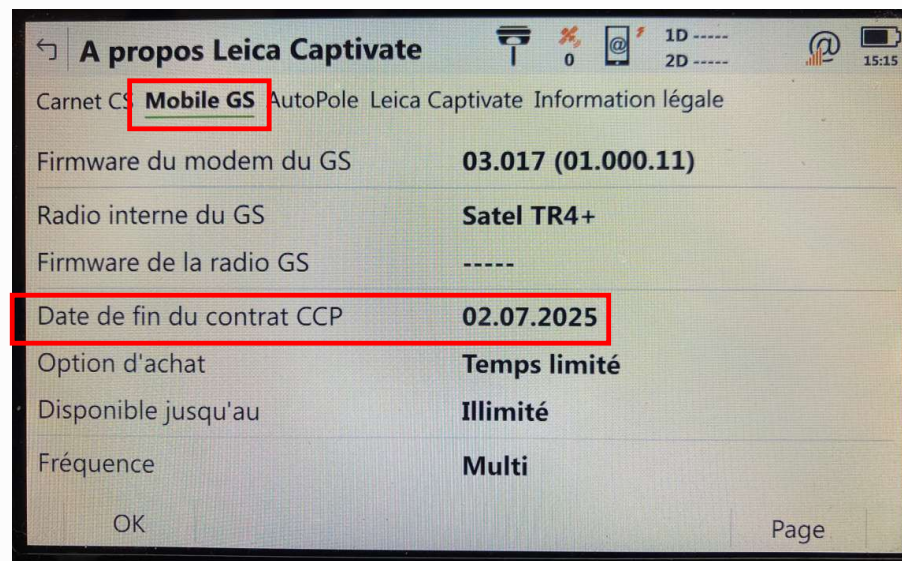 A propos Leica Captivate
0
@
1D -----
2D -----
@
15:15
Carnet CS Mobile GS AutoPole Leica Captivate Information légale
Firmware du modem du GS 03.017 (01.000.11)
Radio interne du GS Satel TR4+
Firmware de la radio GS -----
Date de fin du contrat CCP 02.07.2025
Option d'achat Temps limité
Disponible jusqu'au Illimité
Fréquence Multi
OK Page